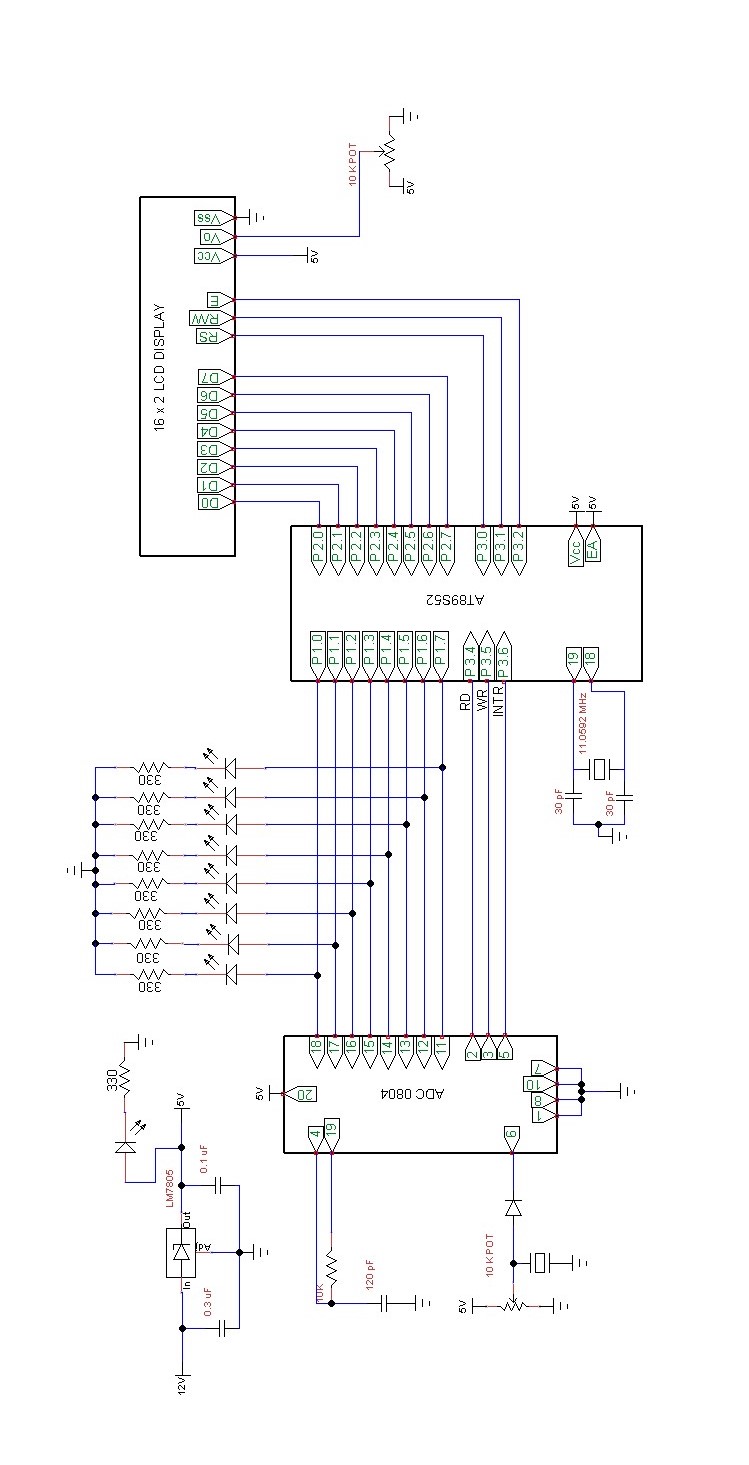 330
LM7805
12V
In
Out
Adj
5V
0.3 uF
0.1 uF
330
330
330
330
330
330
330
330
16 x 2 LCD DISPLAY
D0
D1
D2
D3
D4
D5
D6
D7
RS
R/W
E
Vcc
Vo
Vss
5V
10 KPOT
5V
5V
20
4
10K
19
120 pF
ADC 0804
18
17
16
15
14
13
12
11
2
3
5
6
1
8
10
7
5V
10 KPOT
RD
WR
INTR
AT89S52
P 1.0
P 1.1
P 1.2
P 1.3
P 1.4
P 1.5
P 1.6
P 1.7
P 3.4
P 3.5
P 3.6
19
18
P 2.0
P 2.1
P 2.2
P 2.3
P 2.4
P 2.5
P 2.6
P 2.7
P 3.0
P 3.1
P 3.2
Vcc
5V
EA
5V
30 pF
11.0592 MHz
30 pF